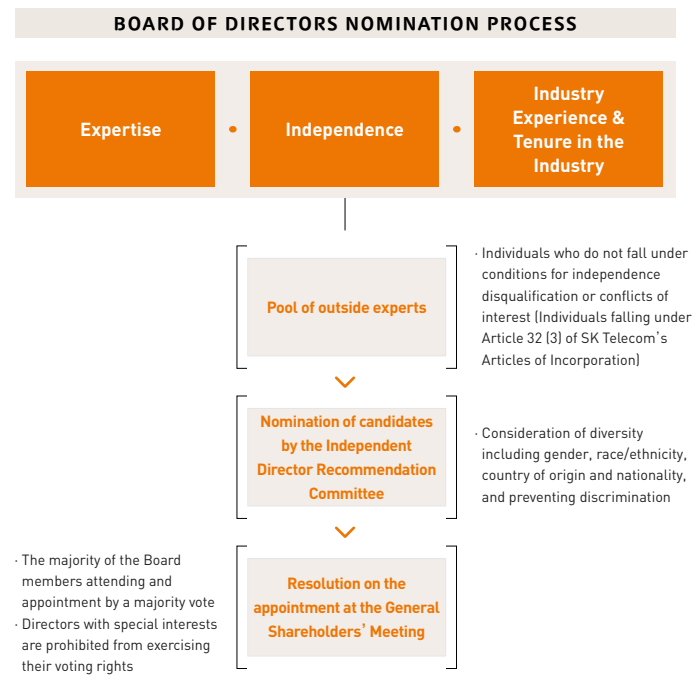 BOARD OF DIRECTORS NOMINATION PROCESS
Expertise
Independence
Industry
Experience &
Tenure in the
Industry
Pool of outside experts
· Individuals who do not fall under
conditions for independence
disqualification or conflicts of
interest (Individuals falling under
Article 32 (3) of SK Telecom's
Articles of Incorporation)
Nomination of candidates
by the Independent
Director Recommendation
Committee
· Consideration of diversity
including gender, race/ethnicity,
country of origin and nationality,
and preventing discrimination
· The majority of the Board
members attending and
appointment by a majority vote
· Directors with special interests
are prohibited from exercising
their voting rights
Resolution on the
appointment at the General
Shareholders' Meeting